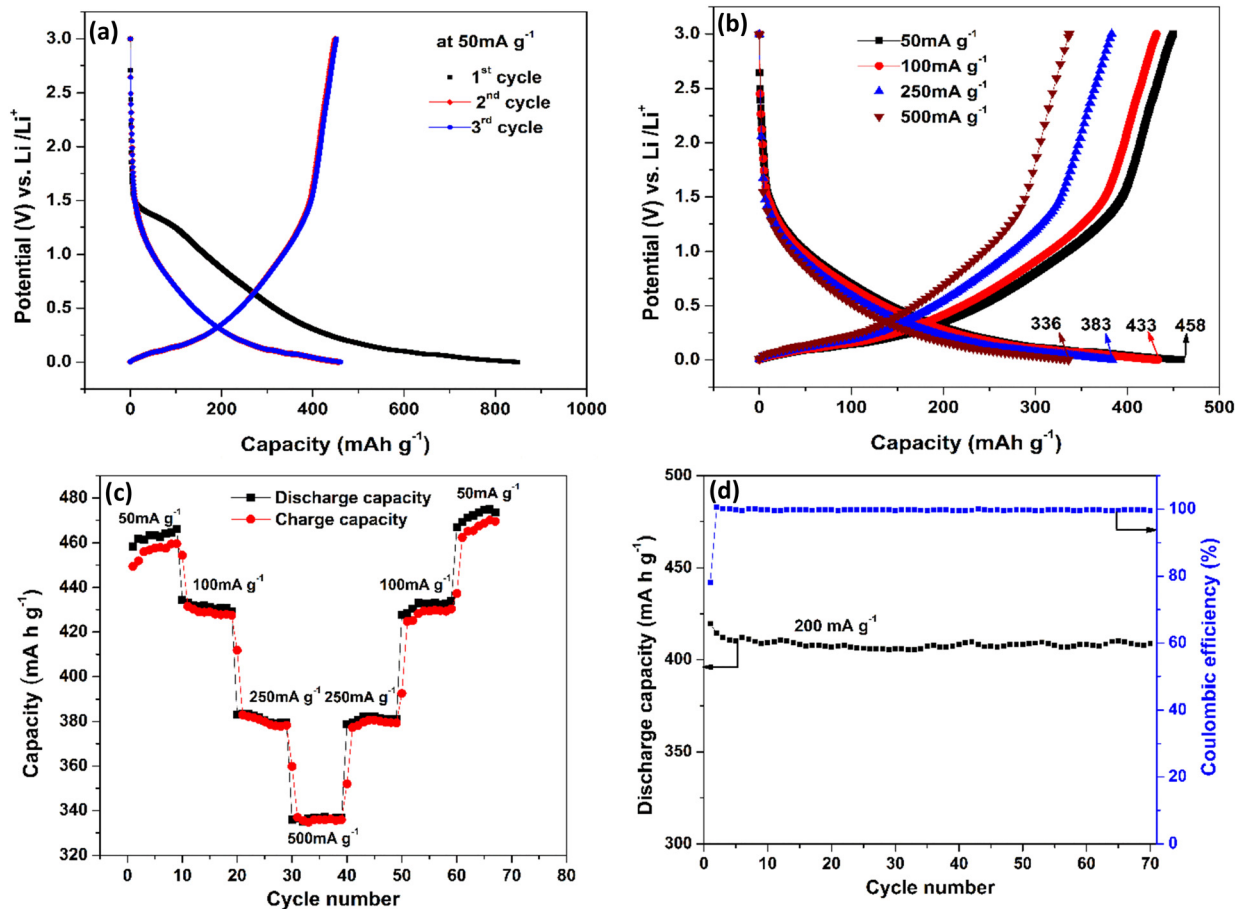 (a)
at 50mA g⁻¹
1ˢᵗ cycle
2ⁿᵈ cycle
3ʳᵈ cycle
Potential (V) vs. Li /Li⁺
3.0
2.5
2.0
1.5
1.0
0.5
0.0
0 200 400 600 800 1000
Capacity (mAh g⁻¹)
(b)
50mA g⁻¹
100mA g⁻¹
250mA g⁻¹
500mA g⁻¹
Potential (V) vs. Li /Li⁺
3.0
2.5
2.0
1.5
1.0
0.5
0.0
336 383 433 458
0 100 200 300 400 500
Capacity (mAh g⁻¹)
(c)
Discharge capacity
Charge capacity
50mA g⁻¹
100mA g⁻¹
250mA g⁻¹
500mA g⁻¹
250mA g⁻¹
100mA g⁻¹
50mA g⁻¹
Capacity (mA h g⁻¹)
480
460
440
420
400
380
360
340
320
0 10 20 30 40 50 60 70 80
Cycle number
(d)
200 mA g⁻¹
Discharge capacity (mA h g⁻¹)
500
450
400
350
300
Coulombic efficiency (%)
100
80
60
40
20
0
0 10 20 30 40 50 60 70
Cycle number